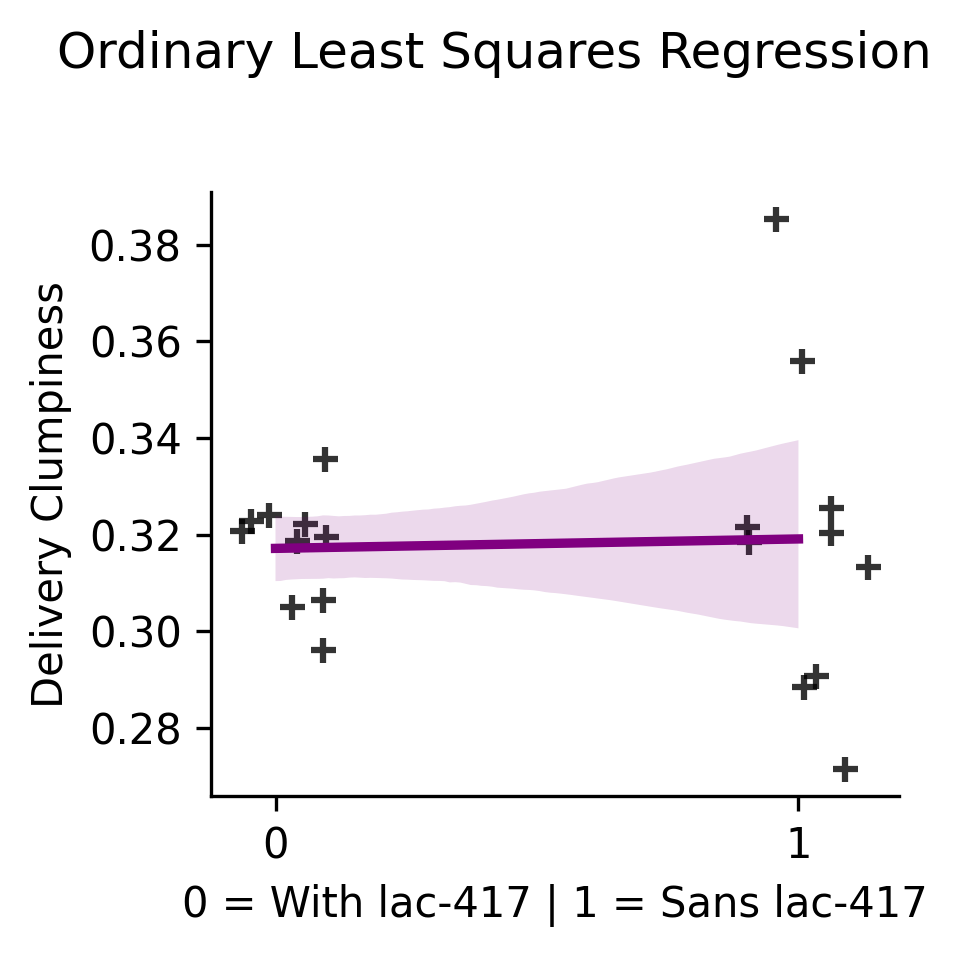 Ordinary Least Squares Regression
Delivery Clumpiness
0.38
0.36
0.34
0.32
0.30
0.28
0 1
0 = With lac-417 | 1 = Sans lac-417